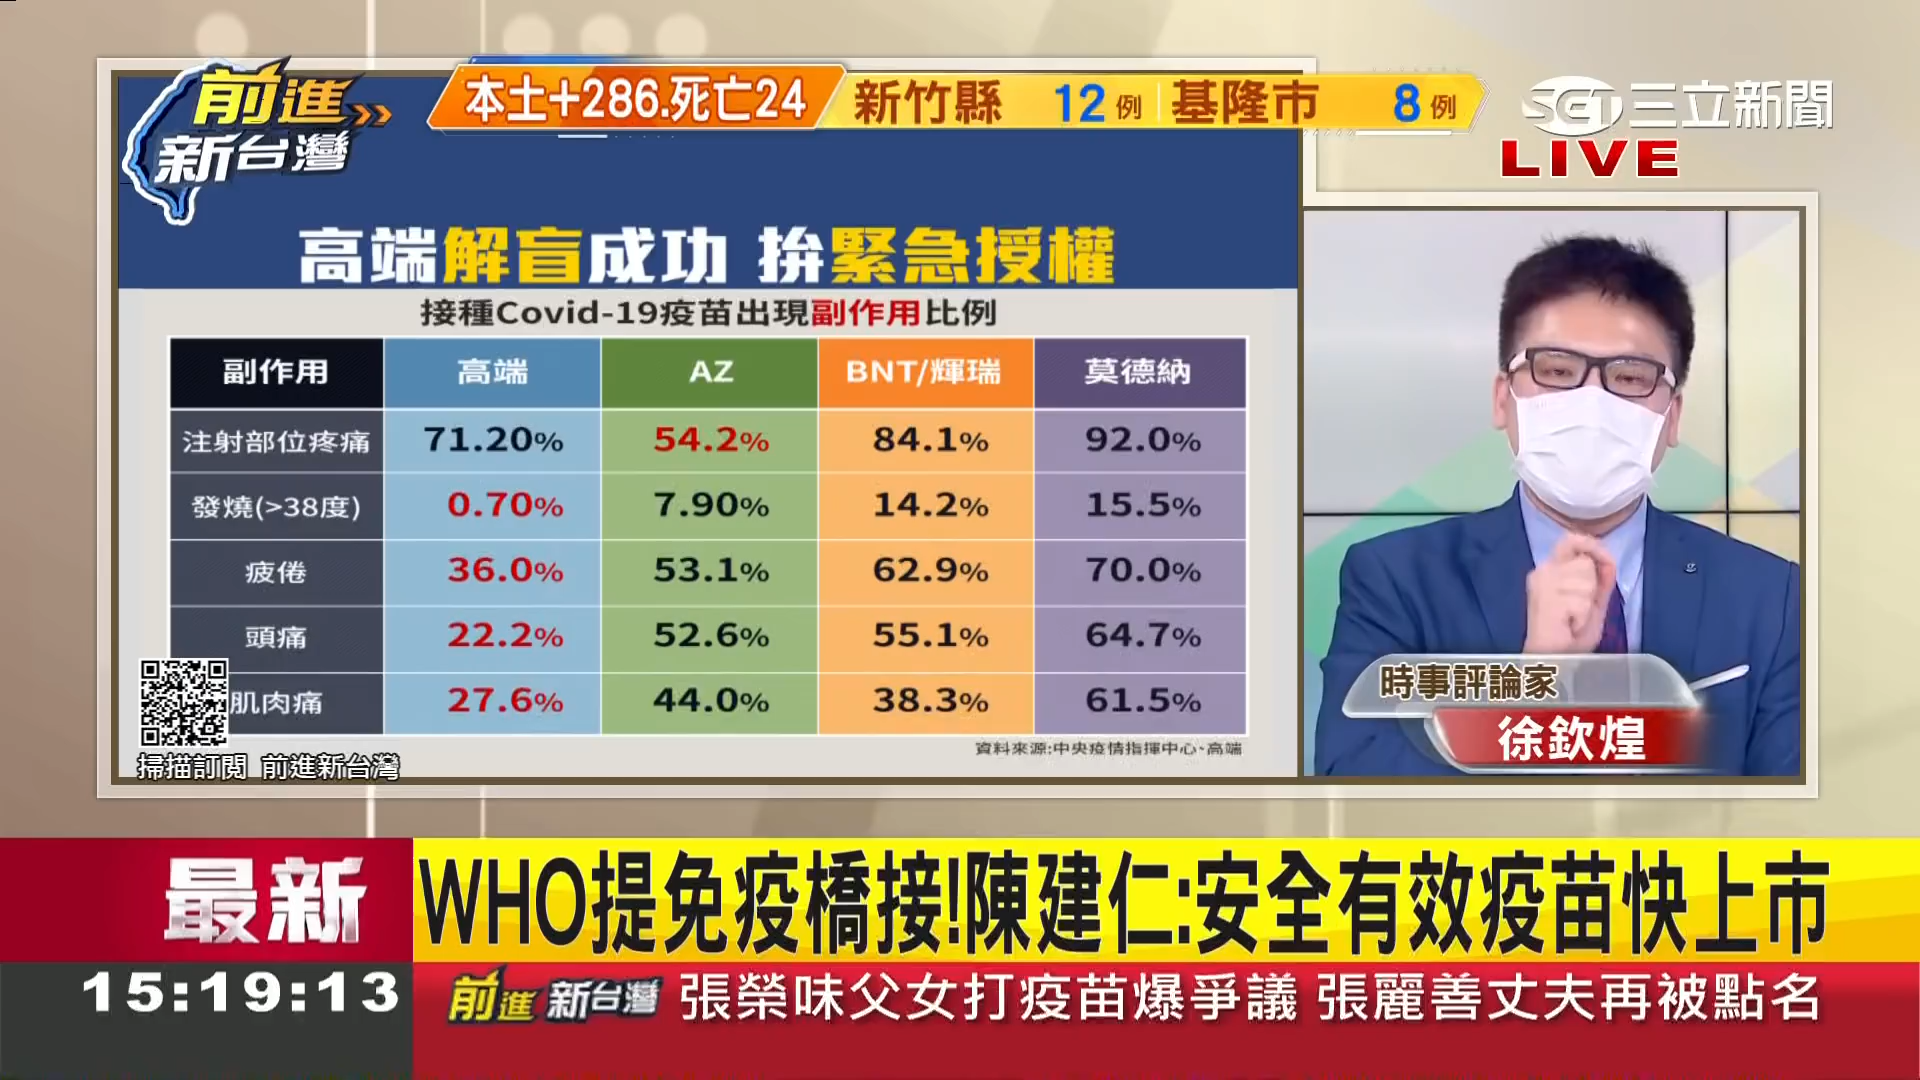 前進新台灣
本土+286.死亡24 新竹縣 12例 基隆市 8例
SET三立新聞
LIVE
高端解盲成功 拚緊急授權
接種Covid-19疫苗出現副作用比例
副作用 高端 AZ BNT/輝瑞 莫德納
注射部位疼痛 71.20% 54.2% 84.1% 92.0%
發燒(>38度) 0.70% 7.90% 14.2% 15.5%
疲倦 36.0% 53.1% 62.9% 70.0%
頭痛 22.2% 52.6% 55.1% 64.7%
肌肉痛 27.6% 44.0% 38.3% 61.5%
資料來源:中央疫情指揮中心、高端
掃描訂閱 前進新台灣
時事評論家
徐欽煌
最新 WHO提免疫橋接!陳建仁:安全有效疫苗快上市
15:19:13 前進新台灣 張榮味父女打疫苗爆爭議 張麗善丈夫再被點名